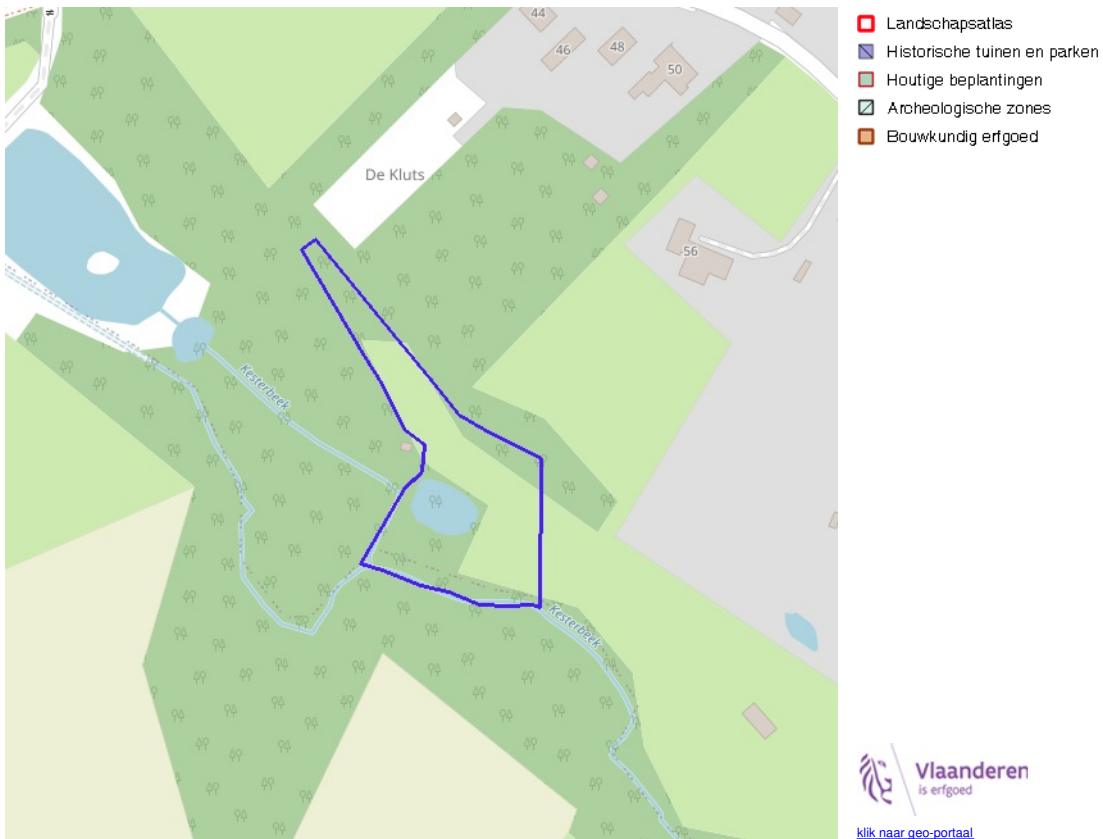 44
46
48
50
De Kluts
56
Kesterbeek
Kesterbeek
Landschapsatlas
Historische tuinen en parken
Houtige beplantingen
Archeologische zones
Bouwkundig erfgoed
Vlaanderen
is erfgoed
klik naar geo-portaal